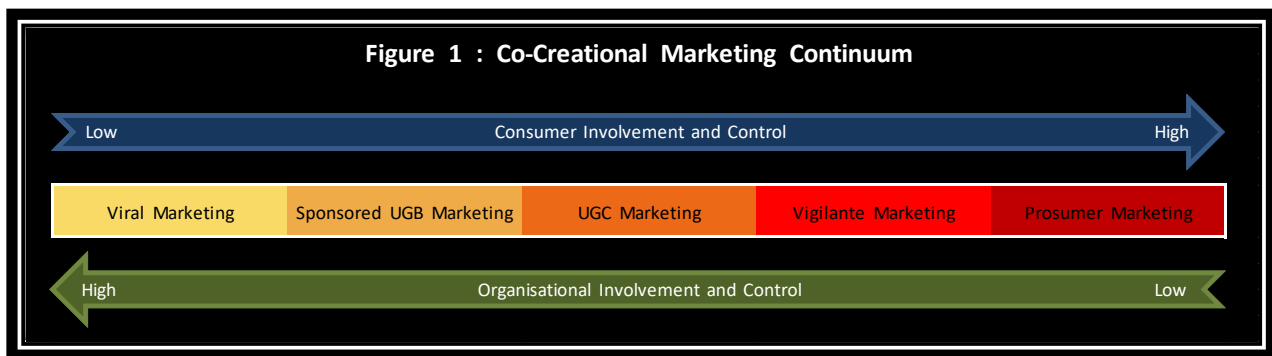 Figure 1 : Co-Creational Marketing Continuum
Low Consumer Involvement and Control High
Viral Marketing Sponsored UGB Marketing UGC Marketing Vigilante Marketing Prosumer Marketing
High Organisational Involvement and Control Low